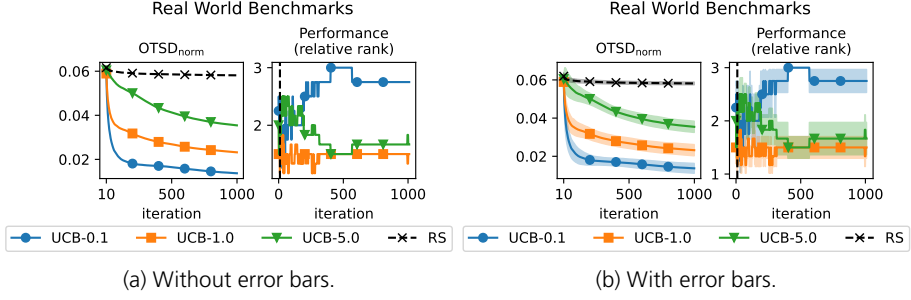 Real World Benchmarks
OTSDnorm
Performance
(relative rank)
0.06
0.04
0.02
10
500
1000
iteration
3
2
0
500
1000
iteration
UCB-0.1
UCB-1.0
UCB-5.0
RS
(a) Without error bars.
Real World Benchmarks
OTSDnorm
Performance
(relative rank)
0.06
0.04
0.02
10
500
1000
iteration
3
2
1
0
500
1000
iteration
UCB-0.1
UCB-1.0
UCB-5.0
RS
(b) With error bars.